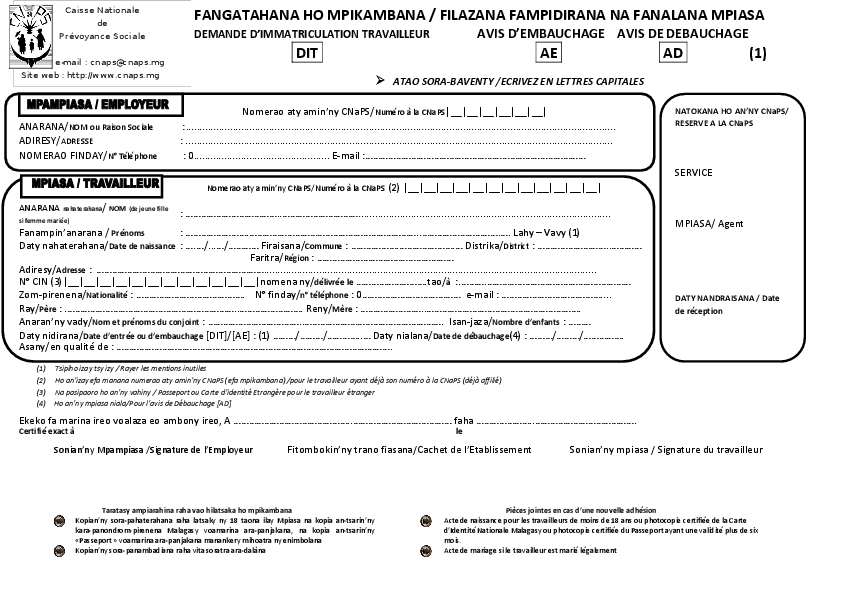 Caisse Nationale
de
Prévoyance Sociale
e-mail : cnaps@cnaps.mg
Site web : http://www.cnaps.mg
FANGATAHANA HO MPIKAMBANA / FILAZANA FAMPIDIRANA NA FANALANA MPIASA
DEMANDE D'IMMATRICULATION TRAVAILLEUR AVIS D'EMBAUCHAGE AVIS DE DEBAUCHAGE
DIT AE AD (1)
➢ ATAO SORA-BAVENTY /ECRIVEZ EN LETTRES CAPITALES
MPAMPIASA / EMPLOYEUR
Nomerao aty amin'ny CNaPS/Numéro à la CNaPS |__|__|__|__|__|__|
ANARANA/NOM ou Raison Sociale :
ADIRESY/ADRESSE :
NOMERAO FINDAY/N° Téléphone : 0 E-mail :
NATOKANA HO AN'NY CNaPS/
RESERVE A LA CNaPS
SERVICE
MPIASA/ Agent
DATY NANDRAISANA / Date
de réception
MPIASA / TRAVAILLEUR
Nomerao aty amin'ny CNaPS/Numéro à la CNaPS (2) |__|__|__|__|__|__|__|__|__|__|__|__|
ANARANA nahaterahana/ NOM (de jeune fille
si femme mariée) :
Fanampin'anarana / Prénoms : Lahy – Vavy (1)
Daty nahaterahana/Date de naissance : ......../....../............ Firaisana/Commune : Distrika/District :
Faritra/Région :
Adiresy/Adresse :
N° CIN (3) |__|__|__|__|__|__|__|__|__|__|__|__| nomena ny/délivrée le tao/à :
Zom-pirenena/Nationalité : N° finday/n° téléphone : 0 e-mail :
Ray/Père : Reny/Mère :
Anaran'ny vady/Nom et prénoms du conjoint : Isan-jaza/Nombre d'enfants :
Daty nidirana/Date d'entrée ou d'embauchage [DIT]/[AE] : (1) ........./........./................ Daty nialana/Date de débauchage(4) : ........./........./................
Asany/en qualité de :
(1) Tsipiho izay tsy izy / Rayer les mentions inutiles
(2) Ho an'izay efa manana numerao aty amin'ny CNaPS (efa mpikambana) /pour le travailleur ayant déjà son numéro à la CNaPS (déjà affilié)
(3) Na pasipaoro ho an'ny vahiny / Passeport ou Carte d'identité Etrangère pour le travailleur étranger
(4) Ho an'ny mpiasa niala/Pour l'avis de Débauchage [AD]
Ekeko fa marina ireo voalaza eo ambony ireo, A faha
Certifié exact à le
Sonian'ny Mpampiasa /Signature de l'Employeur Fitombokin'ny trano fiasana/Cachet de l'Etablissement Sonian'ny mpiasa / Signature du travailleur
Taratasy ampiarahina raha vao hilatsaka ho mpikambana
Kopian'ny sora-pahaterahana raha latsaky ny 18 taona ilay Mpiasa na kopia an-tsarin'ny
kara-panondrom-pirenena Malagasy voamarina ara-panjakana, na kopia an-tsarin'ny
«Passeport » voamarina ara-panjakana manankery mihoatra ny enimbolana
Kopian'ny sora-panambadiana raha vita soratra ara-dalàna
Pièces jointes en cas d'une nouvelle adhésion
Acte de naissance pour les travailleurs de moins de 18 ans ou photocopie certifiée de la Carte
d'Identité Nationale Malagasy ou photocopie certifiée du Passeport ayant une validité plus de six
mois.
Acte de mariage si le travailleur est marié légalement